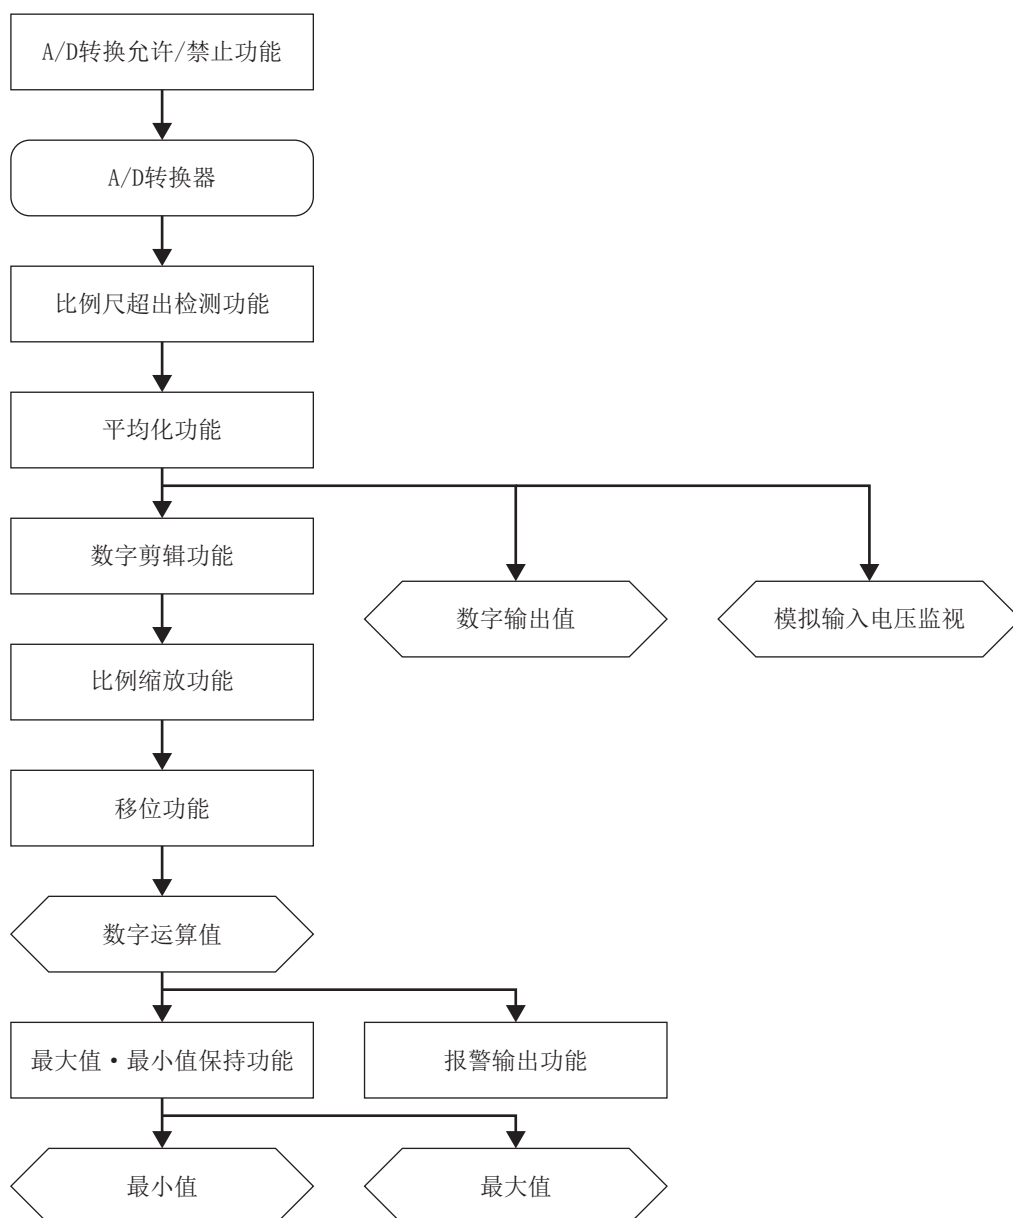 A/D转换允许/禁止功能
A/D转换器
比例尺超出检测功能
平均化功能
数字剪辑功能
数字输出值
模拟输入电压监视
比例缩放功能
移位功能
数字运算值
最大值·最小值保持功能
报警输出功能
最小值
最大值